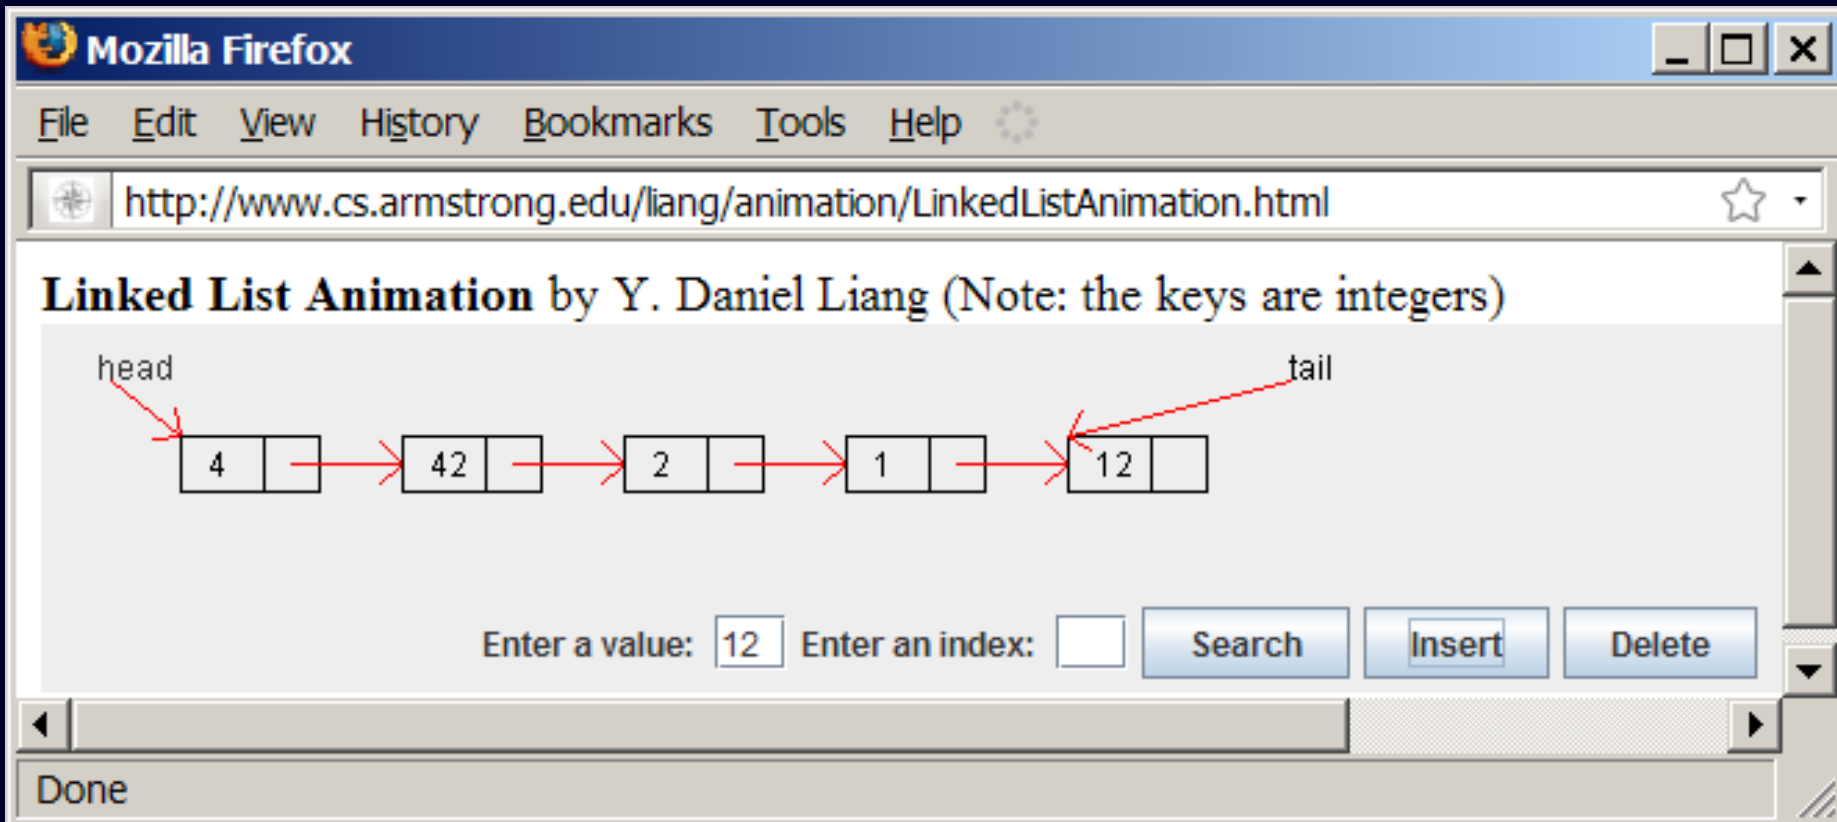 Mozilla Firefox
File Edit View History Bookmarks Tools Help
http://www.cs.armstrong.edu/liang/animation/LinkedListAnimation.html
Linked List Animation by Y. Daniel Liang (Note: the keys are integers)
head tail
4 42 2 1 12
Enter a value: 12 Enter an index: Search Insert Delete
Done